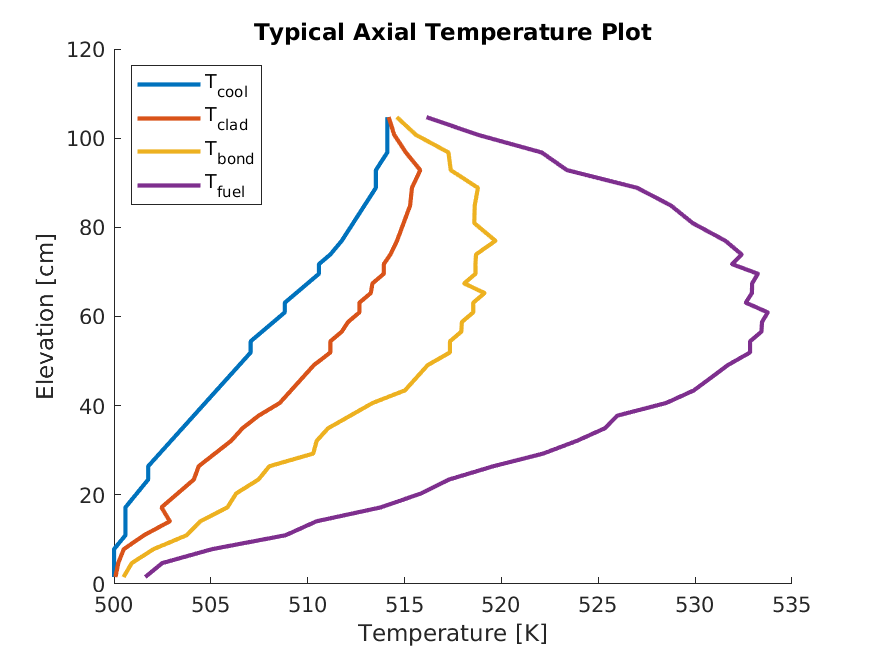 Typical Axial Temperature Plot
120
100
80
60
40
20
0
Elevation [cm]
T_cool
T_clad
T_bond
T_fuel
500 505 510 515 520 525 530 535
Temperature [K]